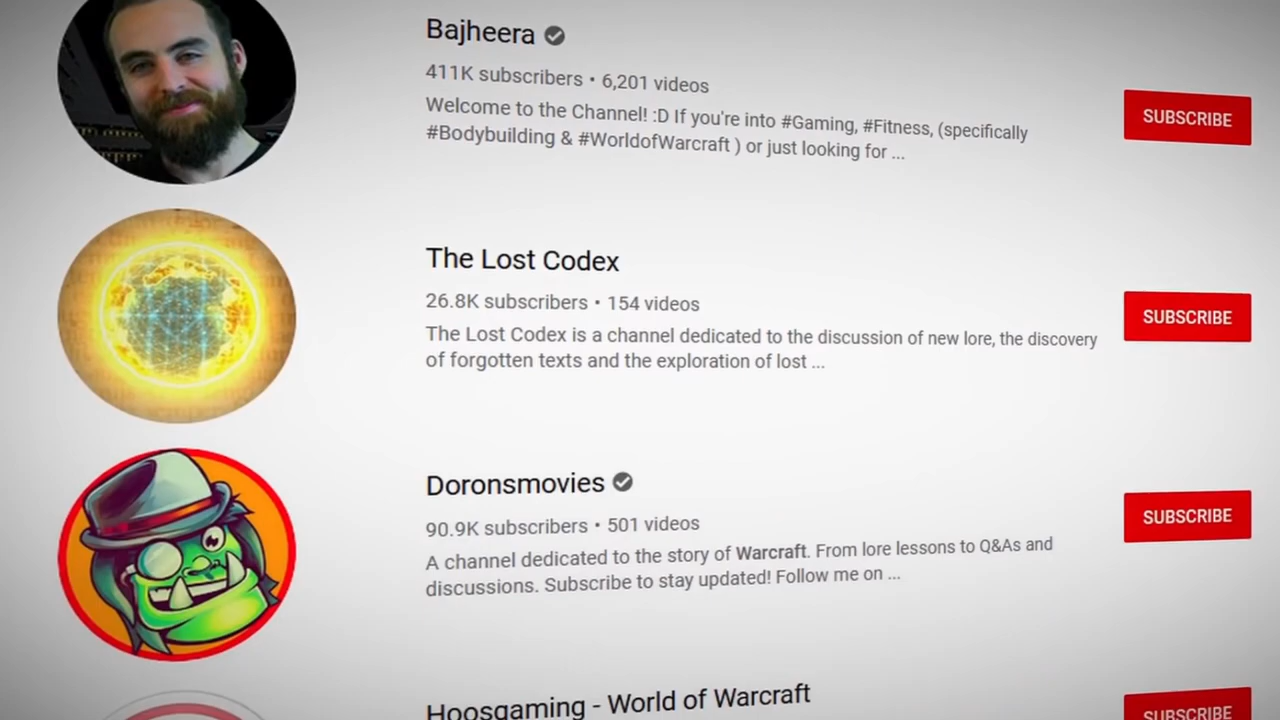 Bajheera
411K subscribers • 6,201 videos
SUBSCRIBE
Welcome to the Channel! :D If you're into #Gaming, #Fitness, (specifically
#Bodybuilding & #WorldofWarcraft ) or just looking for ...
The Lost Codex
26.8K subscribers • 154 videos
SUBSCRIBE
The Lost Codex is a channel dedicated to the discussion of new lore, the discovery
of forgotten texts and the exploration of lost ...
Doronsmovies
90.9K subscribers • 501 videos
SUBSCRIBE
A channel dedicated to the story of Warcraft. From lore lessons to Q&As and
discussions. Subscribe to stay updated! Follow me on ...
Hoosgaming - World of Warcraft
SUBSCRIBE